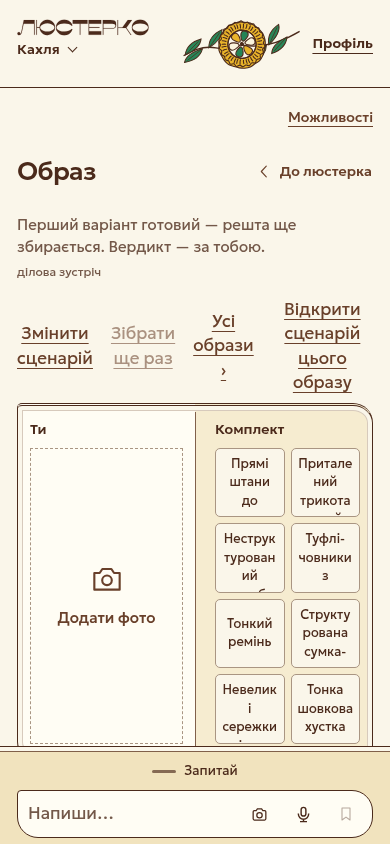 ЛЮСТЕРКО
Кахля
Профіль
Можливості
Образ
До люстерка
Перший варіант готовий — решта ще
збирається. Вердикт — за тобою.
ділова зустріч
Змінити
сценарій
Зібрати
ще раз
Усі
образи
›
Відкрити
сценарій
цього
образу
Ти
Додати фото
Комплект
Прямі
штани
до
Притале
ний
трикота
Неструк
турован
ий
Туфлі-
човники
з
Тонкий
ремінь
Структу
рована
сумка-
Невелик
і
сережки
Тонка
шовкова
хустка
Запитай
Напиши...